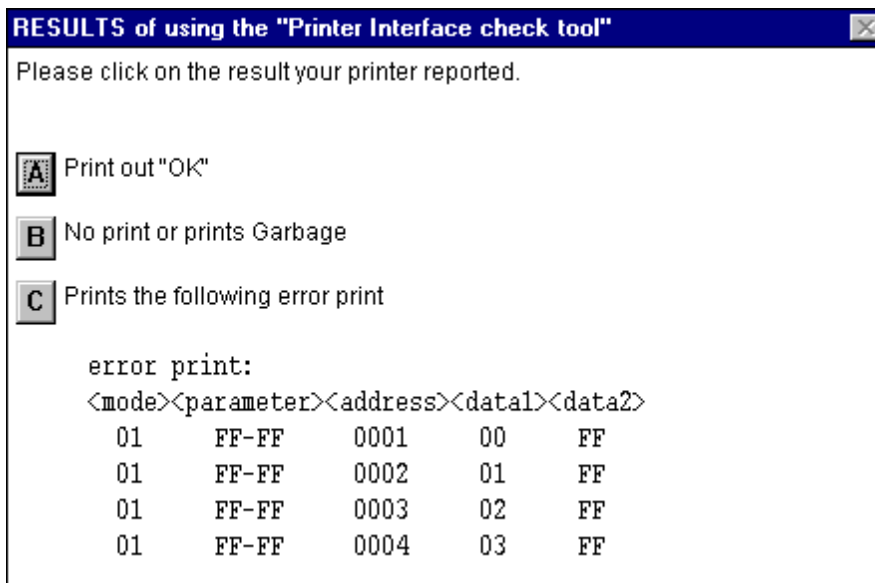 RESULTS of using the "Printer Interface check tool"
Please click on the result your printer reported.
A Print out "OK"
B No print or prints Garbage
C Prints the following error print
error print:
<mode><parameter><address><data1><data2>
01 FF-FF 0001 00 FF
01 FF-FF 0002 01 FF
01 FF-FF 0003 02 FF
01 FF-FF 0004 03 FF